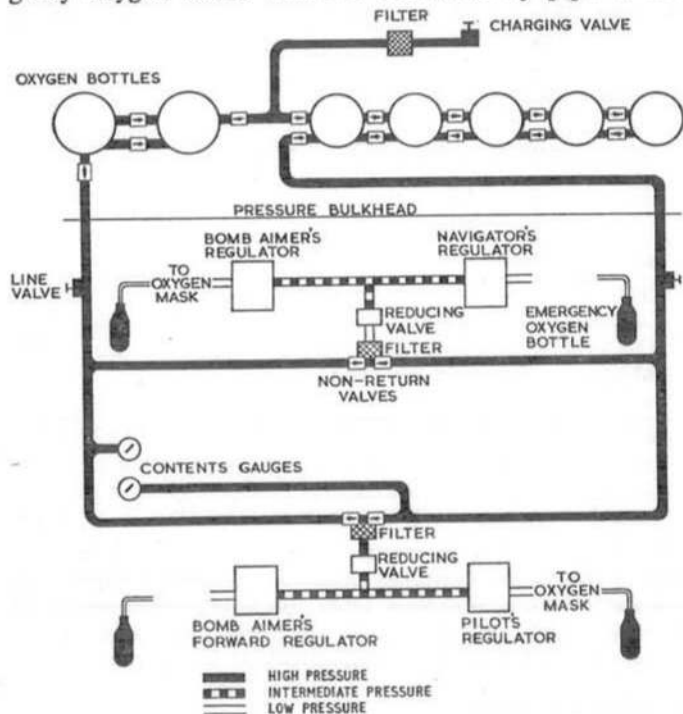 FILTER
CHARGING VALVE
OXYGEN BOTTLES
PRESSURE BULKHEAD
BOMB AIMER'S
REGULATOR
NAVIGATOR'S
REGULATOR
LINE
VALVE
TO
OXYGEN
MASK
REDUCING
VALVE
EMERGENCY
OXYGEN
BOTTLE
FILTER
NON-RETURN
VALVES
CONTENTS GAUGES
FILTER
REDUCING
VALVE
TO
OXYGEN
MASK
BOMB AIMER'S
FORWARD REGULATOR
PILOT'S
REGULATOR
HIGH PRESSURE
INTERMEDIATE PRESSURE
LOW PRESSURE